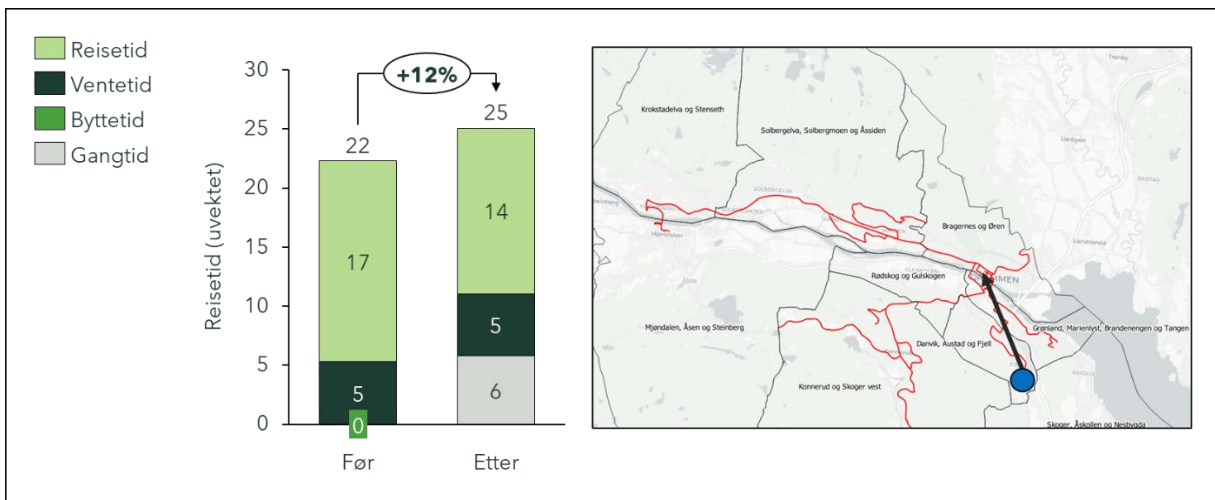 Reisetid
Ventetid
Byttetid
Gangtid
Reisetid (uvektet)
30
25
20
15
10
5
0
+12%
22
17
5
0
25
14
5
6
Før
Etter
Krokstadelva og Stenseth
Solbergelva, Solbergmoen og Åssiden
Bragernes og Øren
Rødskog og Gulskogen
Mjøndalen, Åsen og Steinberg
Danvik, Austad og Fjell
Grønland, Marienlyst, Brandenengen og Tangen
Konnerud og Skoger vest
Skoger, Åskollen og Nesbygda